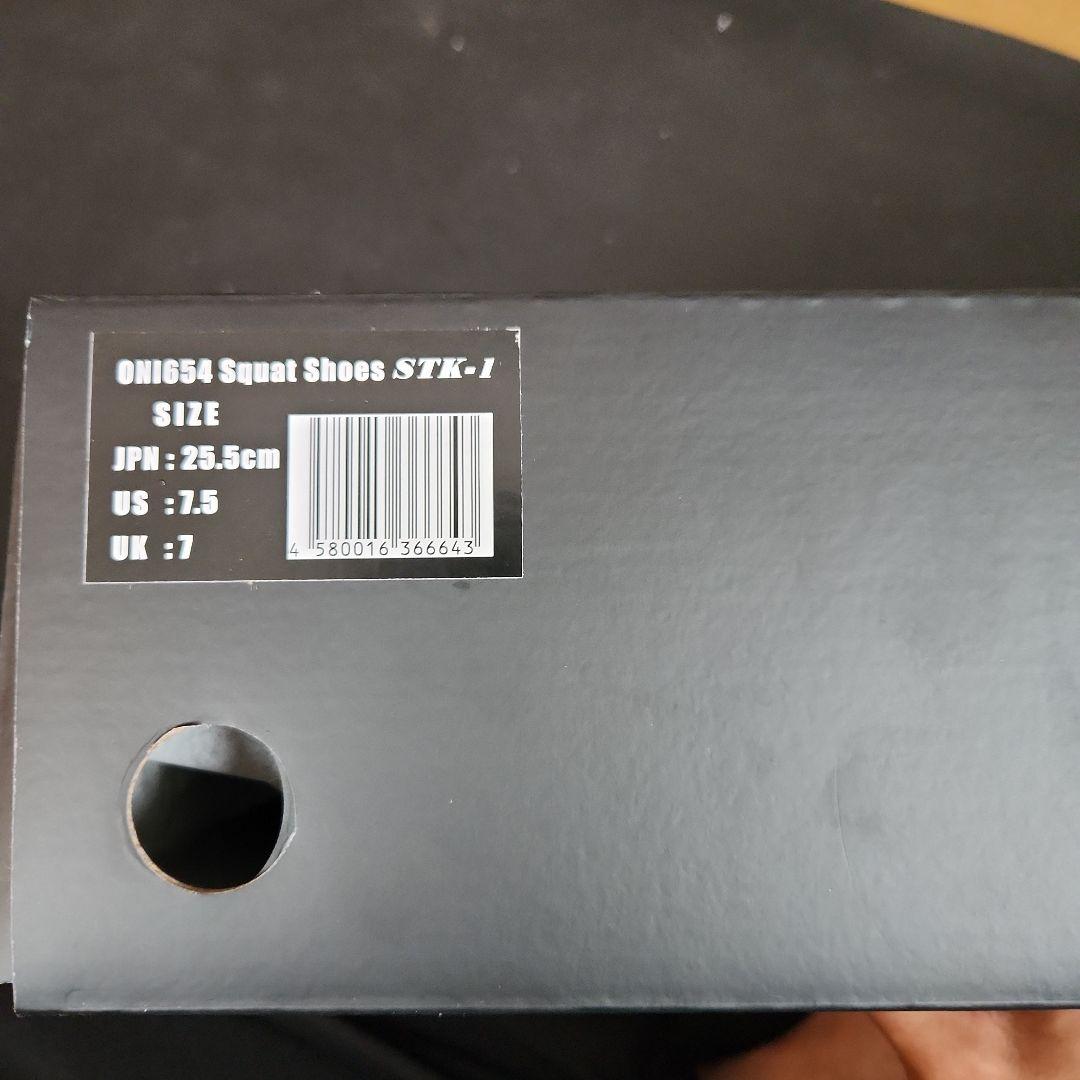 ONI654 Squat Shoes STK-1
SIZE
JPN : 25.5cm
US : 7.5
UK : 7
4 580016 366643